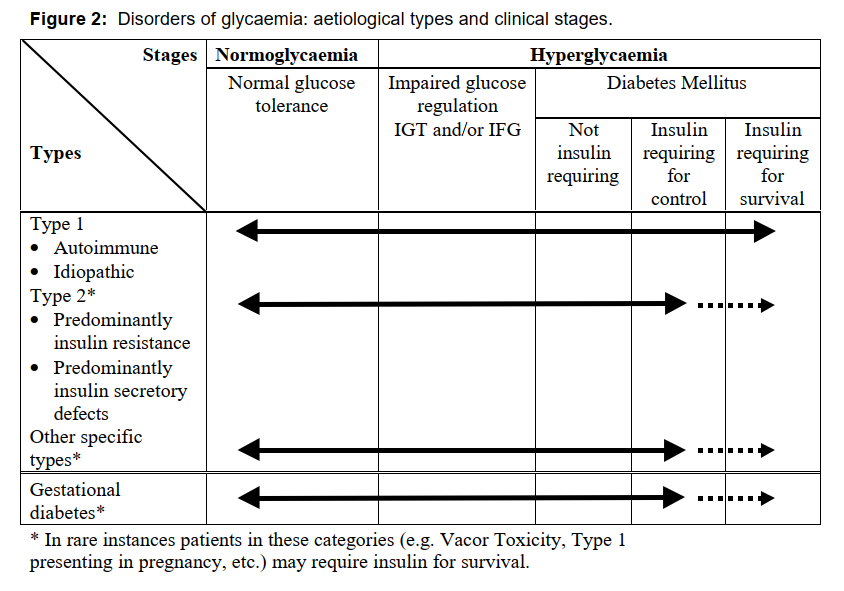 Figure 2: Disorders of glycaemia: aetiological types and clinical stages.
Stages
Types
Normoglycaemia
Hyperglycaemia
Normal glucose
tolerance
Impaired glucose
regulation
IGT and/or IFG
Diabetes Mellitus
Not
insulin
requiring
Insulin
requiring
for
control
Insulin
requiring
for
survival
Type 1
• Autoimmune
• Idiopathic
Type 2*
• Predominantly
insulin resistance
• Predominantly
insulin secretory
defects
Other specific
types*
Gestational
diabetes*
* In rare instances patients in these categories (e.g. Vacor Toxicity, Type 1
presenting in pregnancy, etc.) may require insulin for survival.